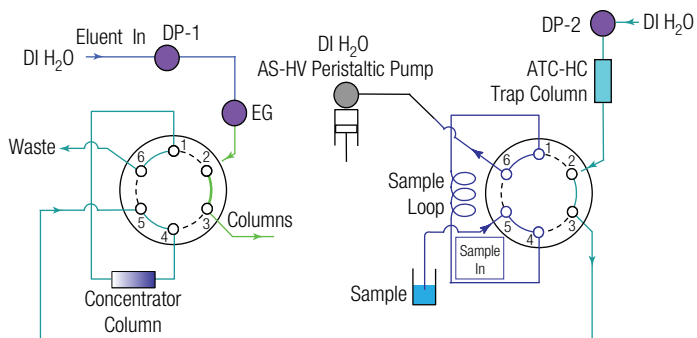 Eluent In
DP-1
DI H₂O
EG
1
2
3
4
5
6
Waste
Columns
Concentrator
Column
DI H₂O
AS-HV Peristaltic Pump
DP-2
DI H₂O
ATC-HC
Trap Column
1
2
3
4
5
6
Sample
Loop
Sample
In
Sample